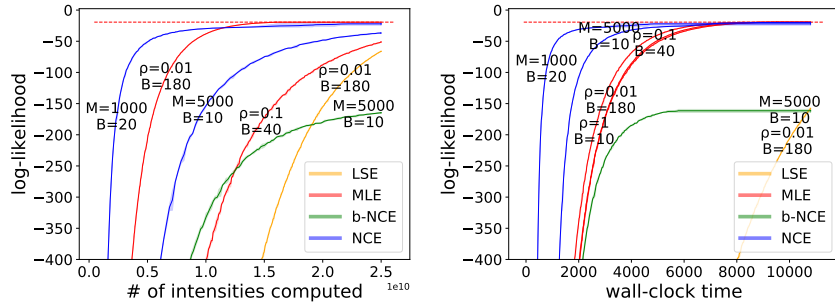 0
−50
−100
−150
−200
−250
−300
−350
−400
log-likelihood
M=1000
B=20
ρ=0.01
B=180
M=5000
B=10
ρ=0.1
B=40
ρ=0.01
B=180
M=5000
B=10
LSE
MLE
b-NCE
NCE
0.0 0.5 1.0 1.5 2.0 2.5
1e10
# of intensities computed
0
−50
−100
−150
−200
−250
−300
−350
−400
log-likelihood
M=5000
B=10
ρ=0.1
B=40
M=1000
B=20
ρ=0.01
B=180
ρ=1
B=10
M=5000
B=10
ρ=0.01
B=180
LSE
MLE
b-NCE
NCE
0 2000 4000 6000 8000 10000
wall-clock time